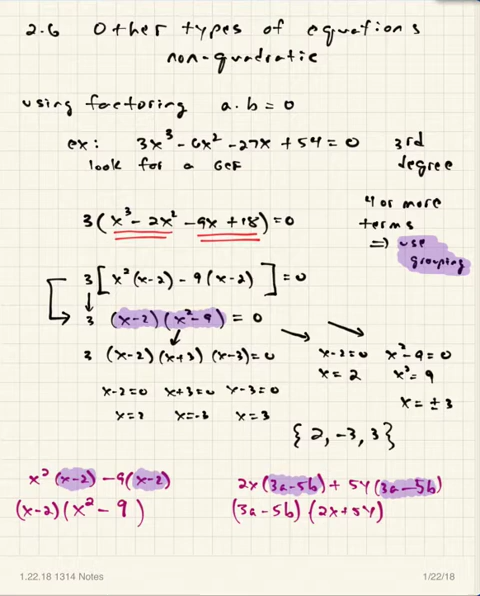 2.6 Other types of equations
non-quadratic
using factoring a·b=0
ex: 3x³ - 6x² - 27x + 54 = 0 3rd
look for a GCF degree
4 or more
3(x³ - 2x² - 9x + 18) = 0 terms
⇒ use
grouping
3[x²(x-2) - 9(x-2)] = 0
3 (x-2)(x²-9) = 0
3 (x-2)(x+3)(x-3) = 0 x-2=0 x²-9=0
x=2 x²=9
x-2=0 x+3=0 x-3=0
x = ±3
x=2 x=-3 x=3
{2, -3, 3}
x²(x-2) - 9(x-2) 2x(3a-5b) + 5y(3a-5b)
(x-2)(x²-9) (3a-5b)(2x+5y)
1.22.18 1314 Notes 1/22/18